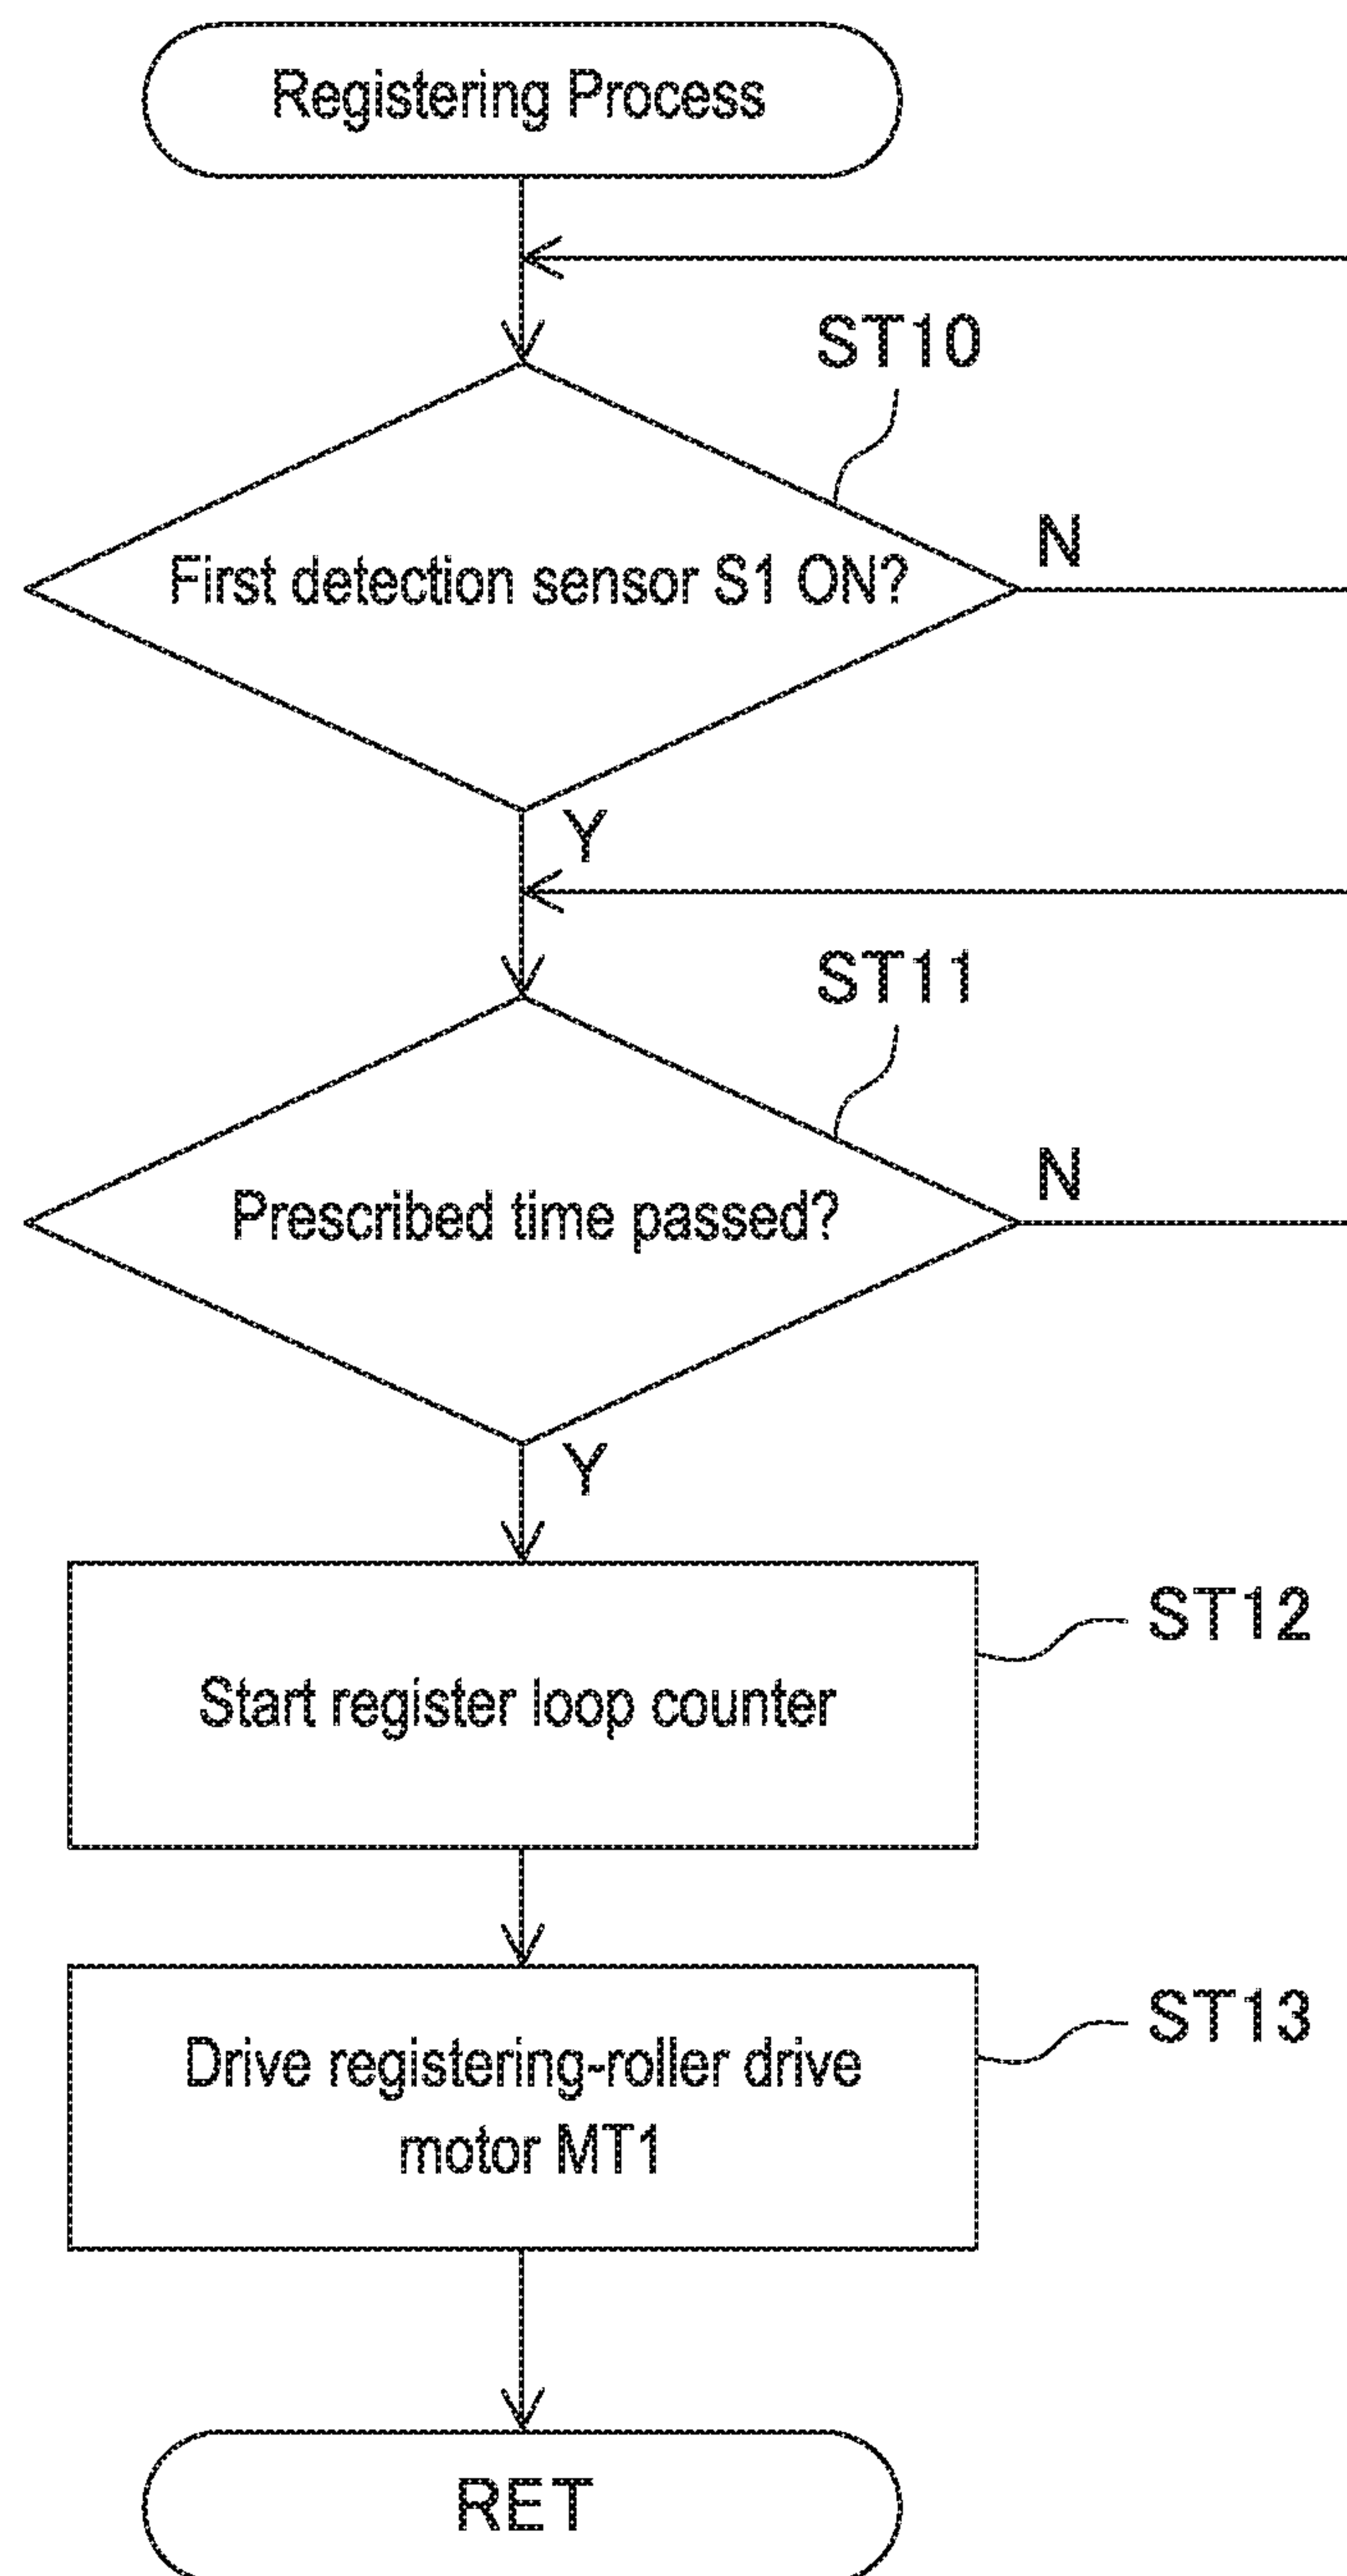 Registering Process
ST10
First detection sensor S1 ON?
N
Y
ST11
Prescribed time passed?
N
Y
ST12
Start register loop counter
ST13
Drive registering-roller drive
motor MT1
RET